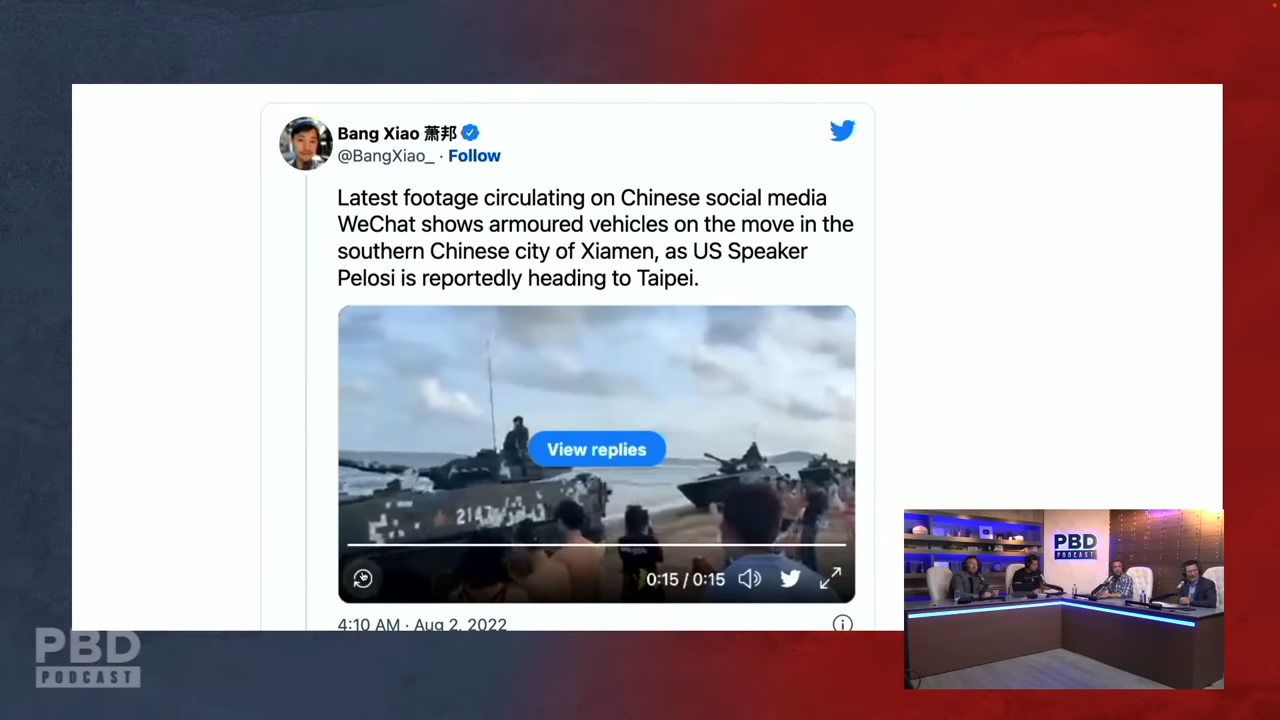 Bang Xiao 萧邦
@BangXiao_ · Follow
Latest footage circulating on Chinese social media
WeChat shows armoured vehicles on the move in the
southern Chinese city of Xiamen, as US Speaker
Pelosi is reportedly heading to Taipei.
View replies
0:15 / 0:15
4:10 AM · Aug 2, 2022
PBD
PODCAST
PBD
PODCAST